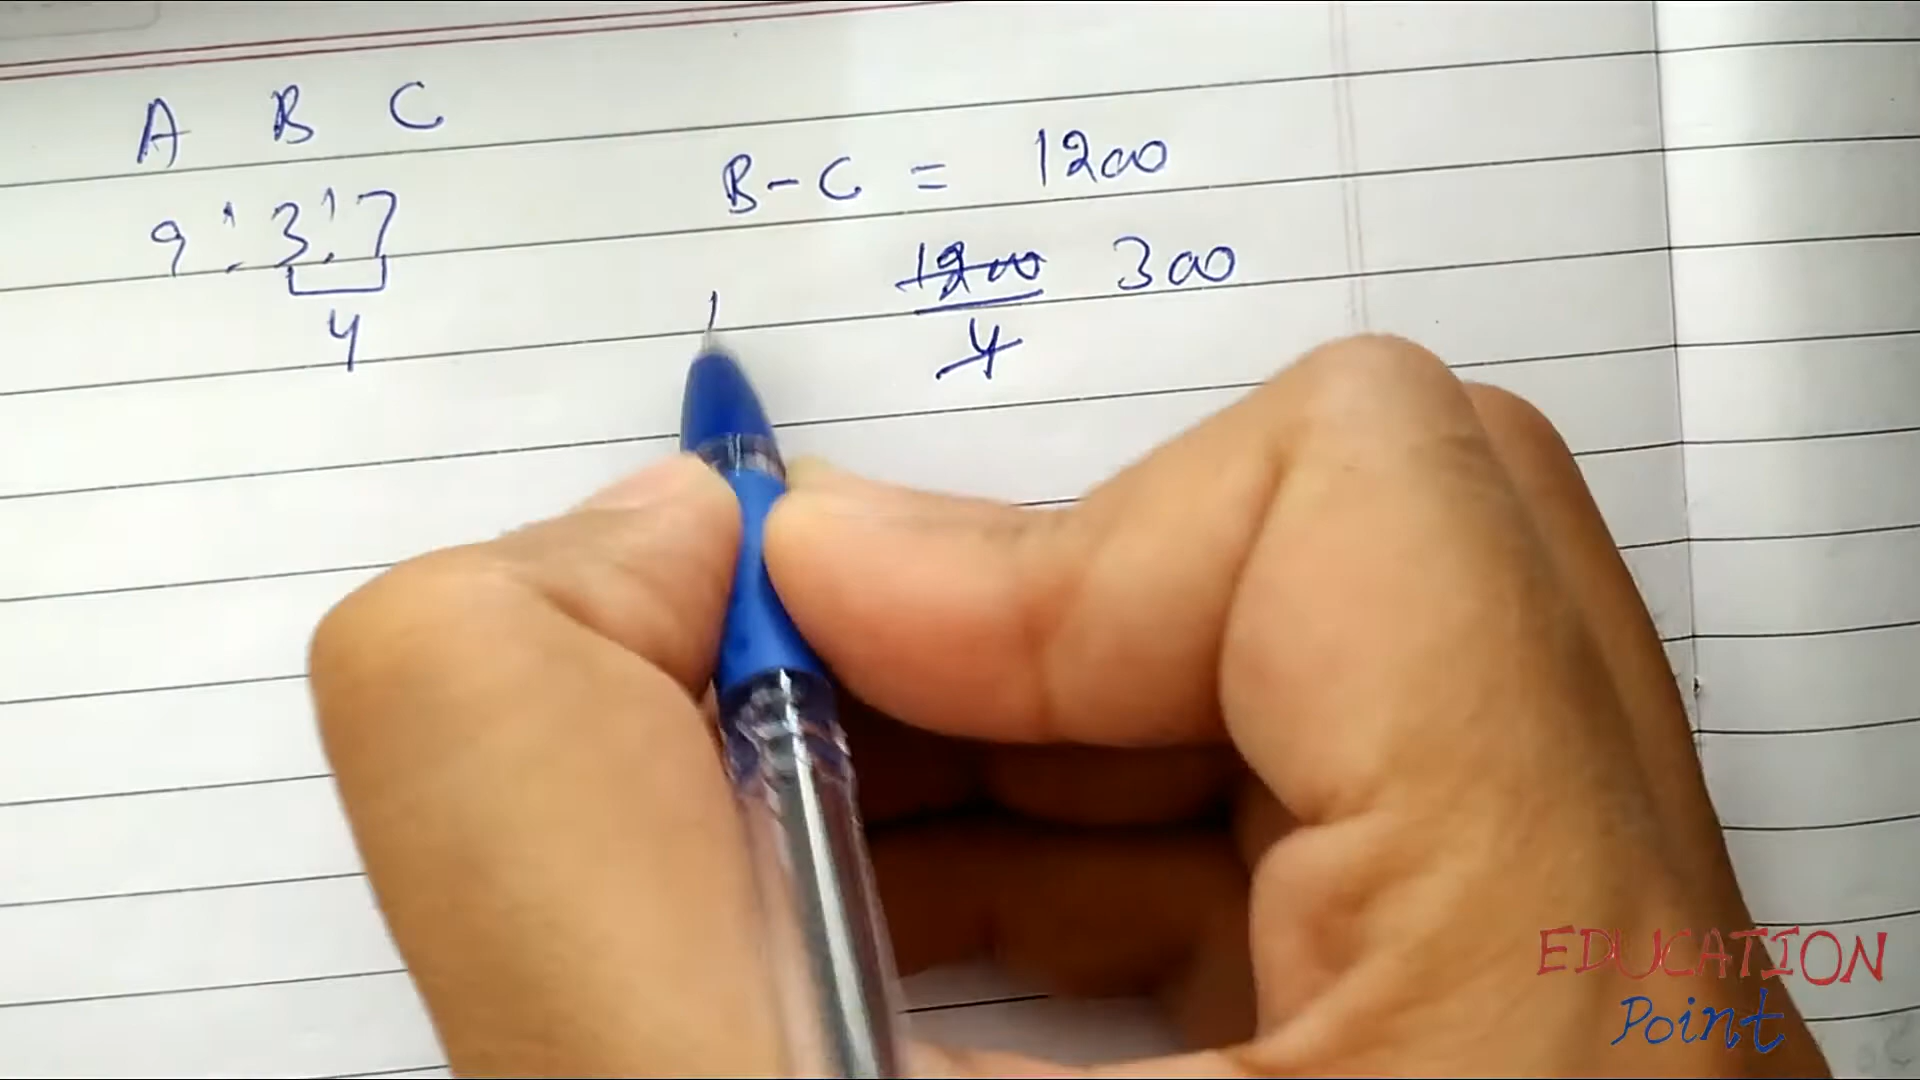 A B C
9 : 3 : 7
4
B - C = 1200
1200 300
4
EDUCATION
Point